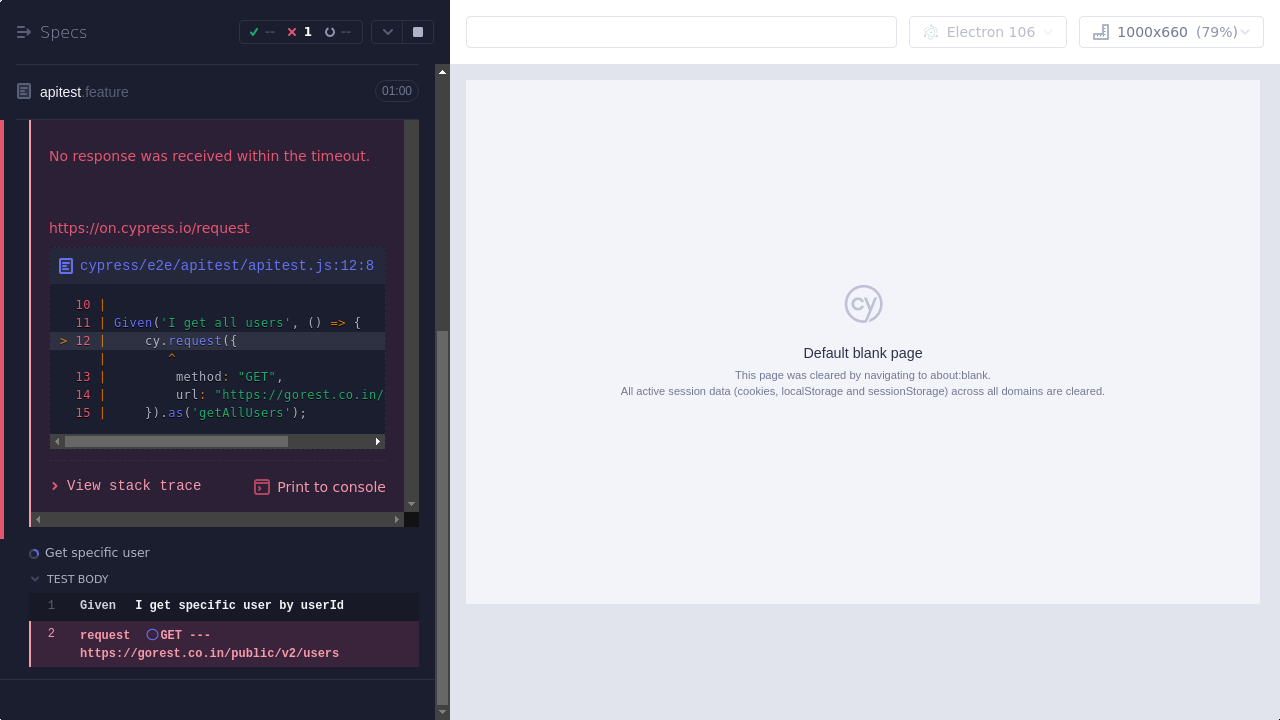 Specs
--
1
--
Electron 106
1000x660 (79%)
apitest.feature
01:00
No response was received within the timeout.
https://on.cypress.io/request
cypress/e2e/apitest/apitest.js:12:8
10 |
11 | Given('I get all users', () => {
> 12 |     cy.request({
|        ^
13 |         method: "GET",
14 |         url: "https://gorest.co.in/
15 |     }).as('getAllUsers');
View stack trace
Print to console
Get specific user
TEST BODY
1 Given I get specific user by userId
2 request GET ---
https://gorest.co.in/public/v2/users
cy
Default blank page
This page was cleared by navigating to about:blank.
All active session data (cookies, localStorage and sessionStorage) across all domains are cleared.